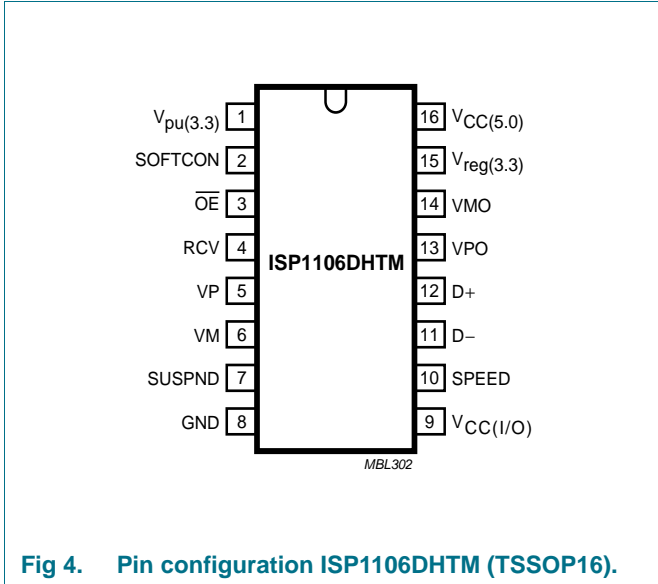 Vpu(3.3) 1
SOFTCON 2
O̅E̅ 3
RCV 4
VP 5
VM 6
SUSPND 7
GND 8
ISP1106DHTM
16 VCC(5.0)
15 Vreg(3.3)
14 VMO
13 VPO
12 D+
11 D−
10 SPEED
9 VCC(I/O)
MBL302
Fig 4. Pin configuration ISP1106DHTM (TSSOP16).